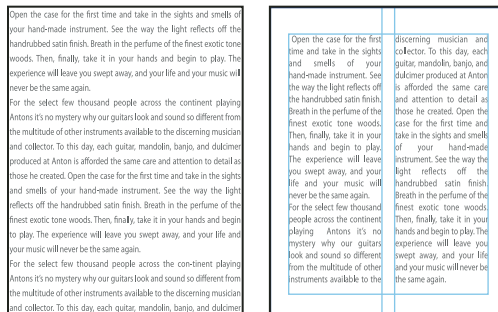 Open the case for the first time and take in the sights and smells of
your hand-made instrument. See the way the light reflects off the
handrubbed satin finish. Breath in the perfume of the finest exotic tone
woods. Then, finally, take it in your hands and begin to play. The
experience will leave you swept away, and your life and your music will
never be the same again.
For the select few thousand people across the continent playing
Antons it's no mystery why our guitars look and sound so different from
the multitude of other instruments available to the discerning musician
and collector. To this day, each guitar, mandolin, banjo, and dulcimer
produced at Anton is afforded the same care and attention to detail as
those he created. Open the case for the first time and take in the sights
and smells of your hand-made instrument. See the way the light
reflects off the handrubbed satin finish. Breath in the perfume of the
finest exotic tone woods. Then, finally, take it in your hands and begin
to play. The experience will leave you swept away, and your life and
your music will never be the same again.
For the select few thousand people across the con-tinent playing
Antons it's no mystery why our guitars look and sound so different from
the multitude of other instruments available to the discerning musician
and collector. To this day, each guitar, mandolin, banjo, and dulcimer
Open the case for the first
time and take in the sights
and smells of your
hand-made instrument. See
the way the light reflects off
the handrubbed satin finish.
Breath in the perfume of the
finest exotic tone woods.
Then, finally, take it in your
hands and begin to play.
The experience will leave
you swept away, and your
life and your music will
never be the same again.
For the select few thousand
people across the continent
playing Antons it's no
mystery why our guitars
look and sound so different
from the multitude of other
instruments available to the
discerning musician and
collector. To this day, each
guitar, mandolin, banjo, and
dulcimer produced at Anton
is afforded the same care
and attention to detail as
those he created. Open the
case for the first time and
take in the sights and smells
of your hand-made
instrument. See the way the
light reflects off the
handrubbed satin finish.
Breath in the perfume of the
finest exotic tone woods.
Then, finally, take it in your
hands and begin to play. The
experience will leave you
swept away, and your life
and your music will never be
the same again.